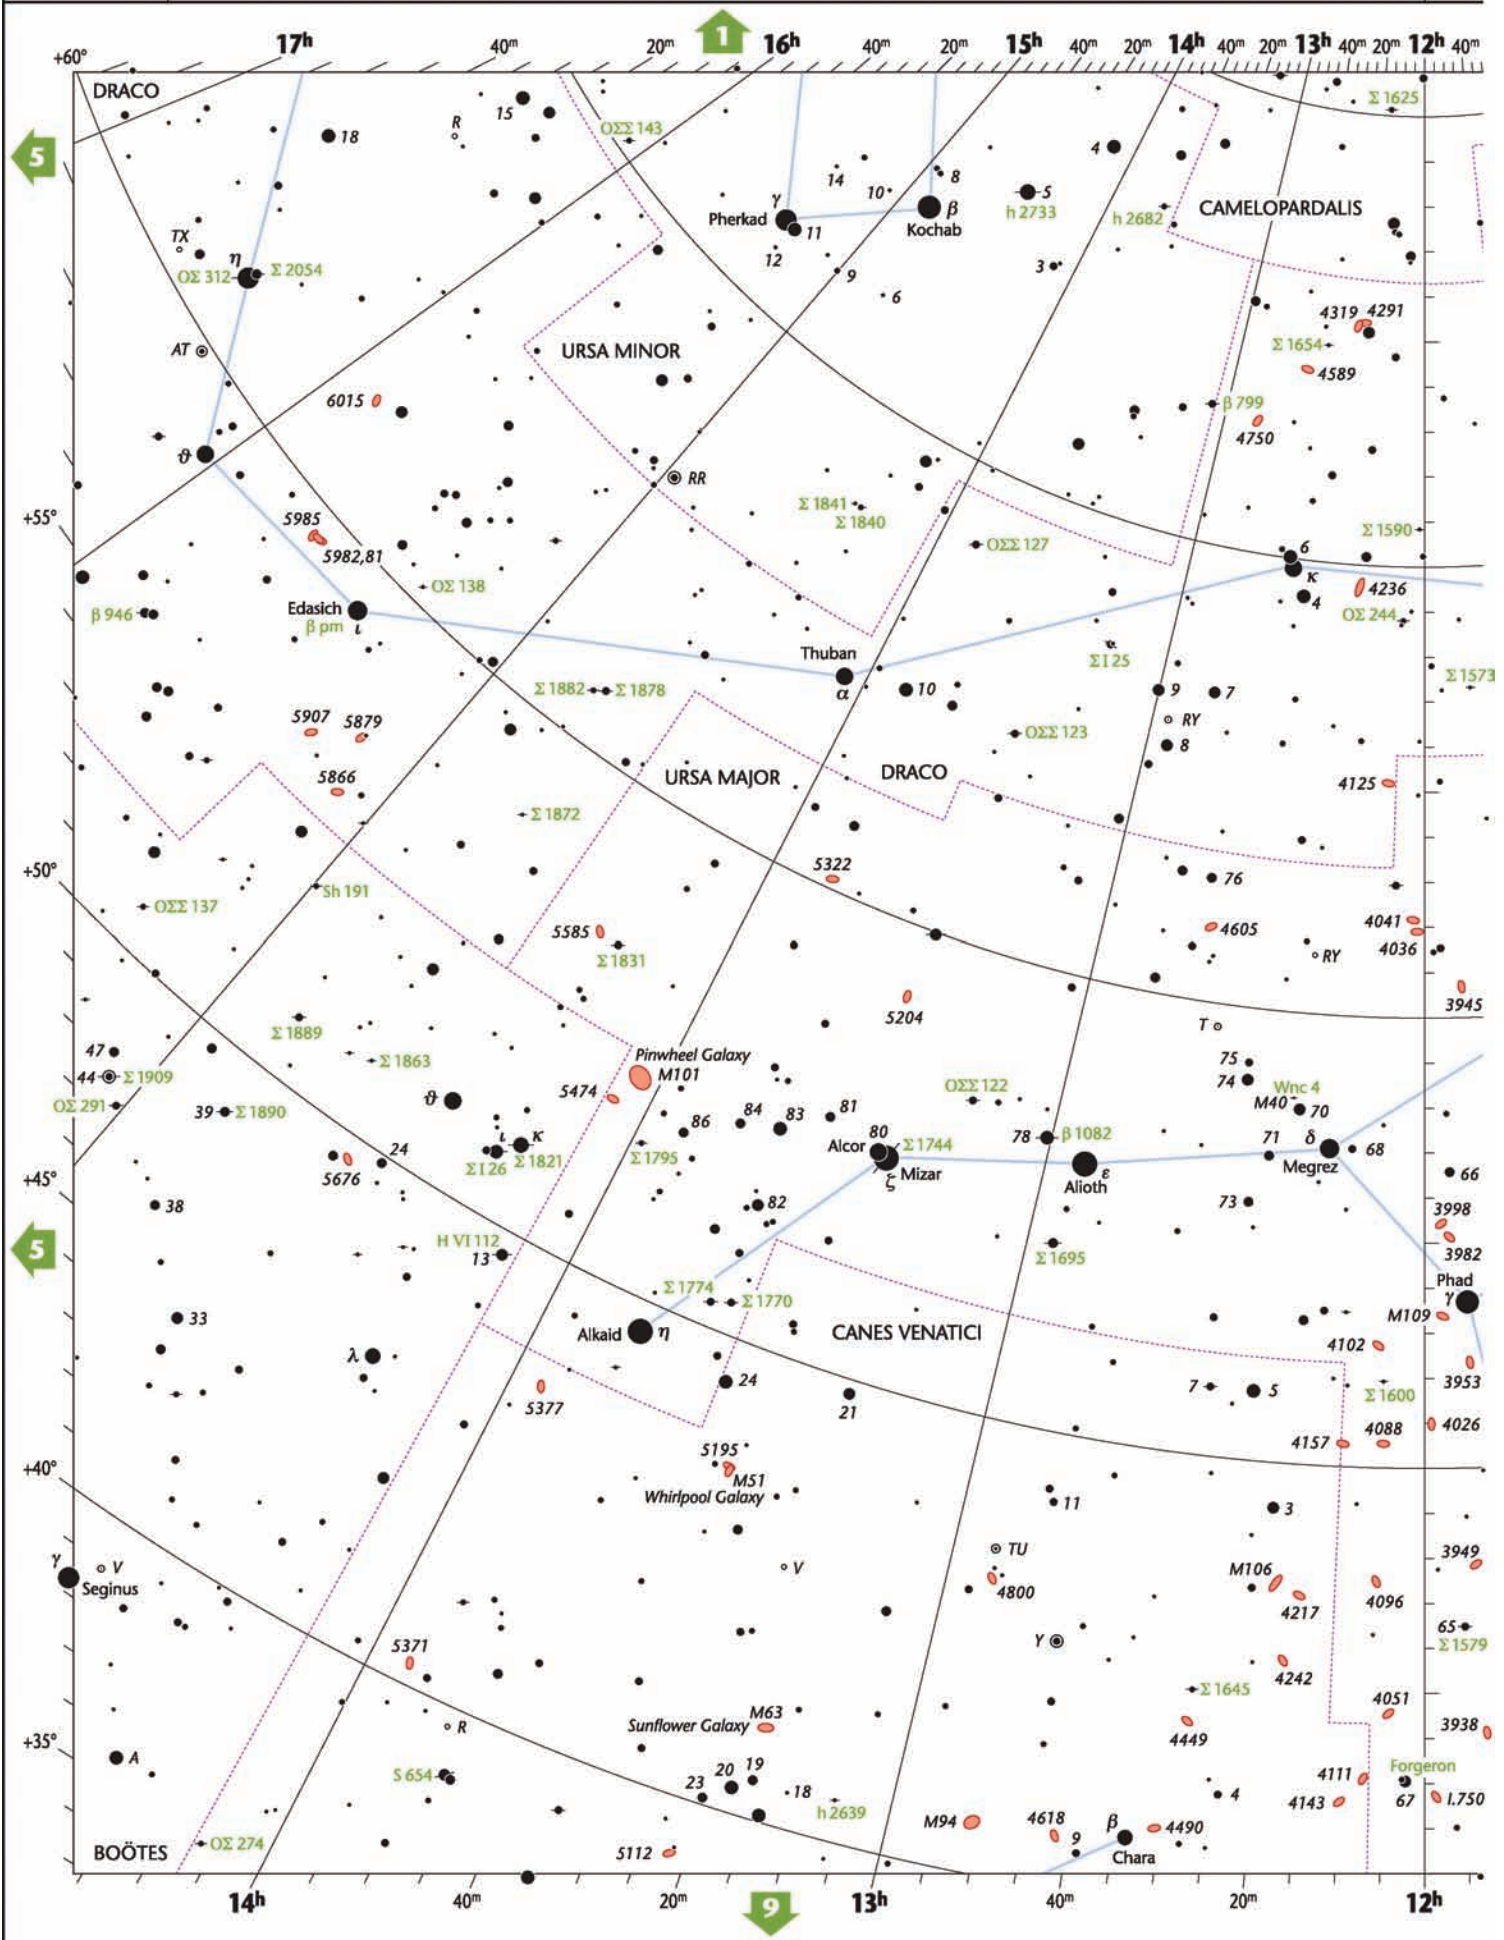 1
+60° 17h 40m 20m 16h 40m 20m 15h 40m 20m 14h 40m 20m 13h 40m 20m 12h 40m
DRACO
Σ 1625
15
R
ΟΣΣ 143
18
4
5
14
10
8
5
h 2733
h 2682
CAMELOPARDALIS
γ
Pherkad
11
β
Kochab
12
9
3
6
TX
η
ΟΣ 312
Σ 2054
4319 4291
AT
URSA MINOR
Σ 1654
4589
6015
β 799
4750
ϑ
RR
Σ 1841
Σ 1840
+55°
5985
5982,81
ΟΣΣ 127
Σ 1590
6
κ
4
4236
ΟΣ 244
ΟΣ 138
β 946
Edasich
β pm
ι
Thuban
α
Σ I 25
Σ 1573
Σ 1882
Σ 1878
10
9
7
5907 5879
RY
ΟΣΣ 123
8
URSA MAJOR
DRACO
5866
4125
Σ 1872
+50°
5322
76
Sh 191
ΟΣΣ 137
5585
Σ 1831
4605
4041
4036
RY
5204
3945
T
Σ 1889
Pinwheel Galaxy
M101
47
44
Σ 1909
Σ 1863
75
74
Wnc 4
M40
70
ΟΣΣ 122
5474
ΟΣ 291
39
Σ 1890
ϑ
84
83
81
86
ι
κ
Σ I 26
Σ 1821
Σ 1795
Alcor
80
Σ 1744
ζ
Mizar
78
β 1082
ε
Alioth
71
δ
Megrez
68
24
5676
66
+45°
38
82
73
3998
5
H VI 112
13
Σ 1695
3982
Phad
γ
Σ 1774
Σ 1770
M109
33
Alkaid
η
CANES VENATICI
4102
λ
3953
24
7
5
Σ 1600
5377
21
4026
4157
4088
+40°
5195
M51
Whirlpool Galaxy
11
3
γ
V
Seginus
V
TU
4800
M106
4217
3949
4096
65
Σ 1579
Y
5371
4242
Σ 1645
4051
R
M63
Sunflower Galaxy
4449
3938
+35°
A
S 654
23
20
19
18
h 2639
4
4111
4143
Forgeron
67
I.750
M94
4618
β
4490
9
Chara
BOÖTES
ΟΣ 274
5112
14h 40m 20m 13h 40m 20m 12h
9